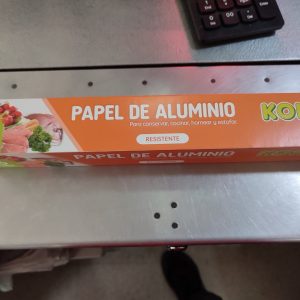 PAPEL DE ALUMINIO
Para conservar, cocinar, hornear y estofar.
RESISTENTE
PAPEL DE ALUMINIO